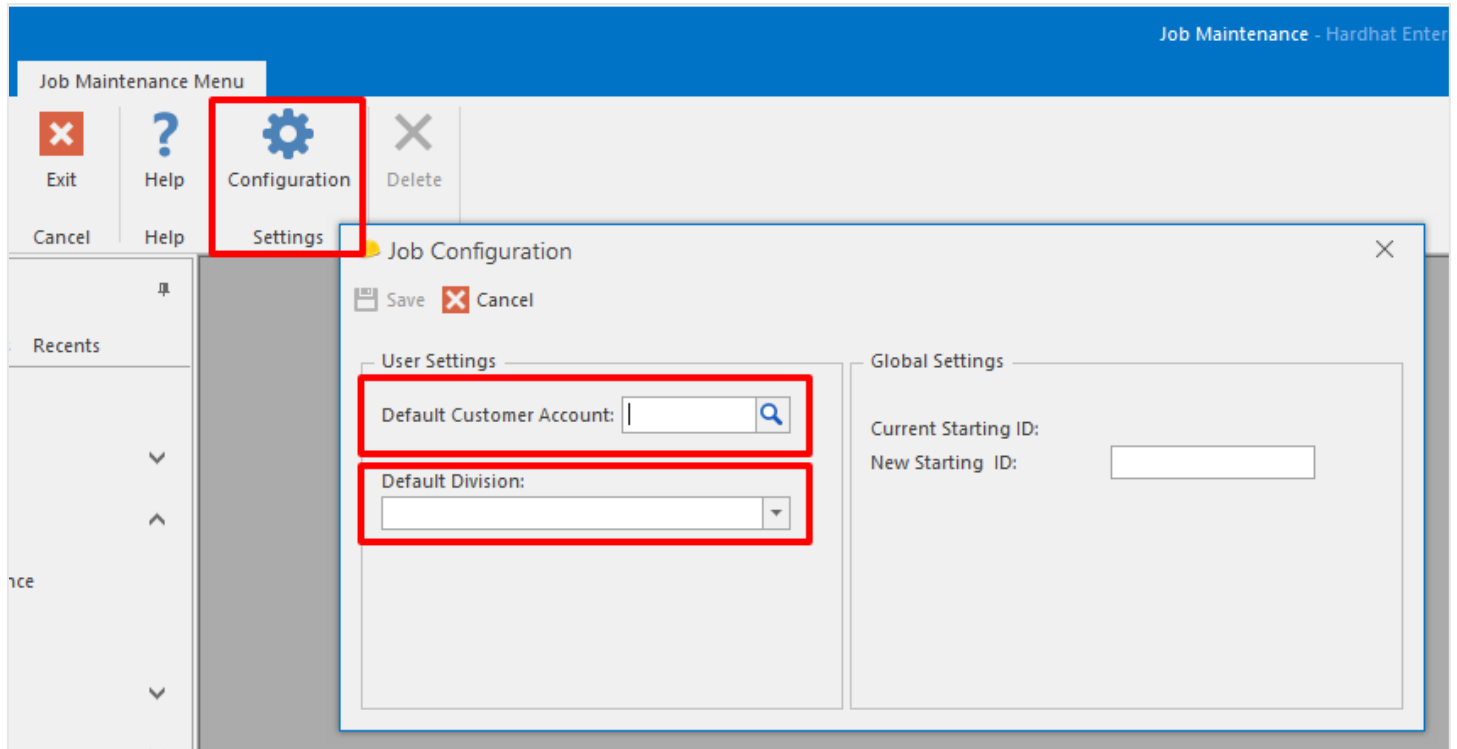 Job Maintenance - Hardhat Enter
Job Maintenance Menu
Exit
Help
Configuration
Delete
Cancel
Help
Settings
Job Configuration
Save
Cancel
Recents
User Settings
Default Customer Account:
Default Division:
Global Settings
Current Starting ID:
New Starting ID:
nce